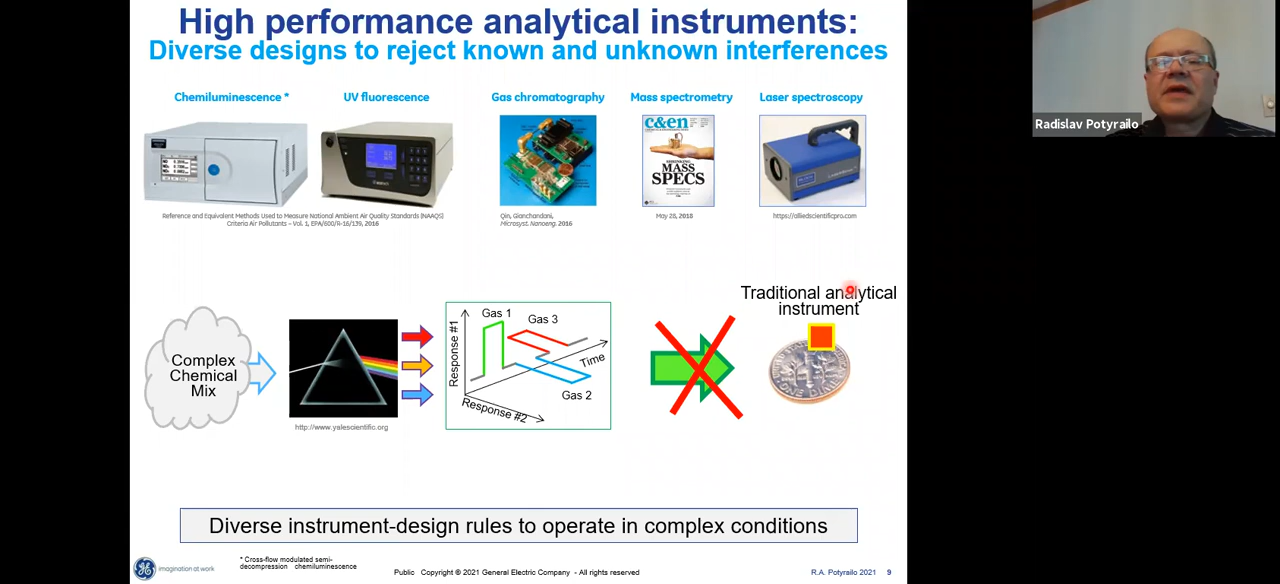 High performance analytical instruments:
Diverse designs to reject known and unknown interferences
Chemiluminescence *
UV fluorescence
Gas chromatography
Mass spectrometry
Laser spectroscopy
c&en
SHRINKING
MASS
SPECS
Reference and Equivalent Methods Used to Measure National Ambient Air Quality Standards (NAAQS)
Criteria Air Pollutants – Vol. 1, EPA/600/R-16/139, 2016
Qin, Gianchandani,
Microsyst. Nanoeng. 2016
May 28, 2018
https://alliedscientificpro.com
Radislav Potyrailo
Complex
Chemical
Mix
http://www.yalescientific.org
Response #1
Gas 1
Gas 3
Time
Gas 2
Response #2
Traditional analytical
instrument
ONE DIME
Diverse instrument-design rules to operate in complex conditions
imagination at work
* Cross-flow modulated semi-
decompression chemiluminescence
Public Copyright © 2021 General Electric Company - All rights reserved
R.A. Potyrailo 2021 9